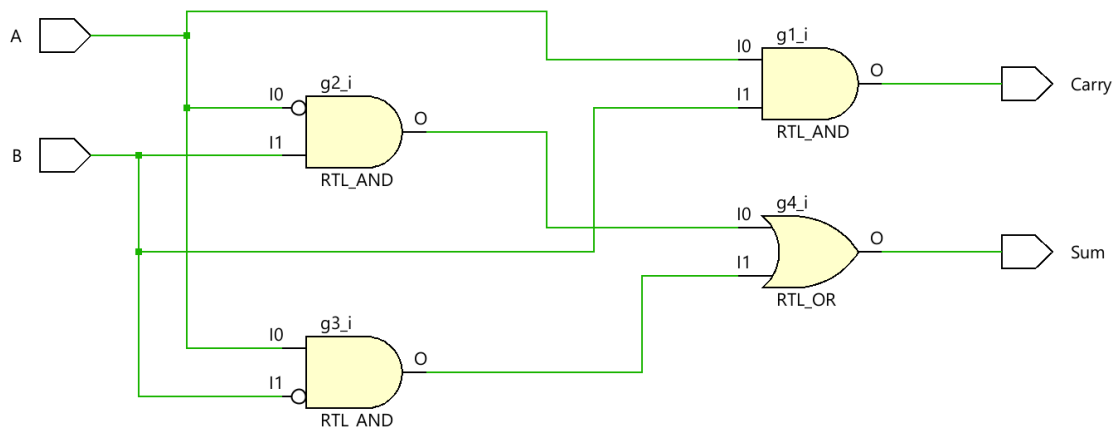 A
B
g2_i
I0
I1
O
RTL_AND
g3_i
I0
I1
O
RTL_AND
g1_i
I0
I1
O
RTL_AND
Carry
g4_i
I0
I1
O
RTL_OR
Sum